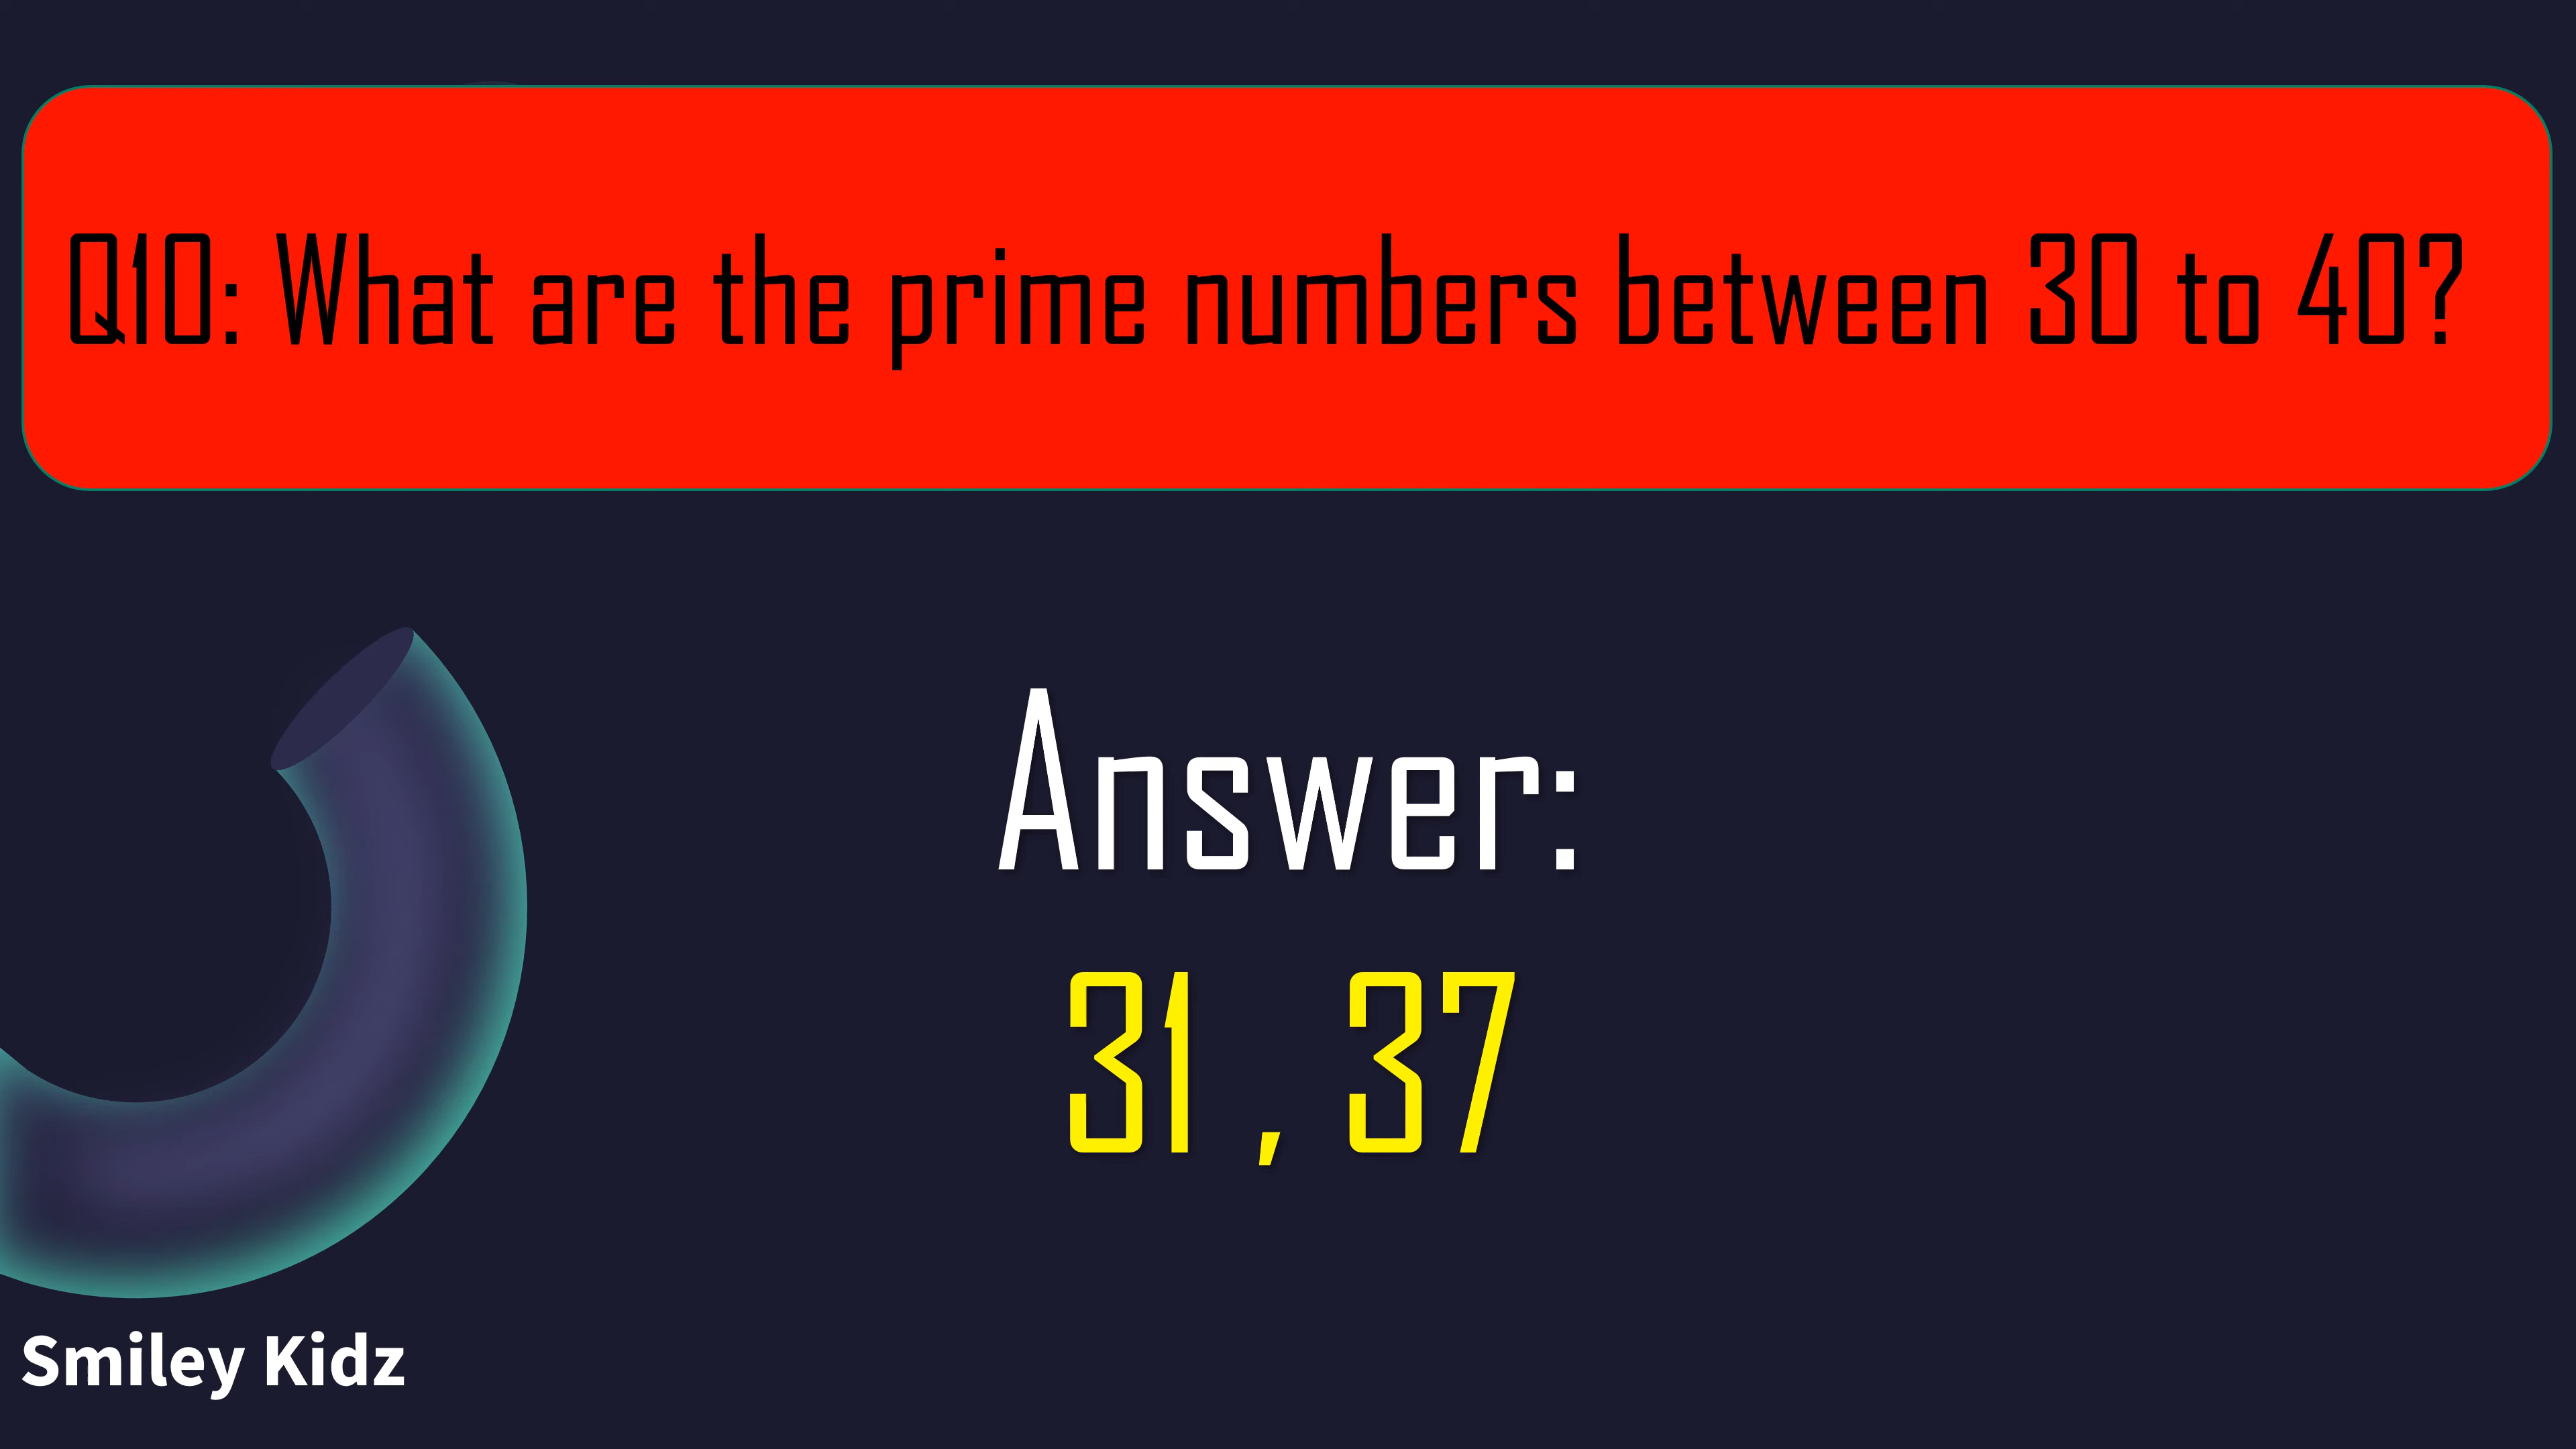 Q10: What are the prime numbers between 30 to 40?
Answer:
31 , 37
Smiley Kidz